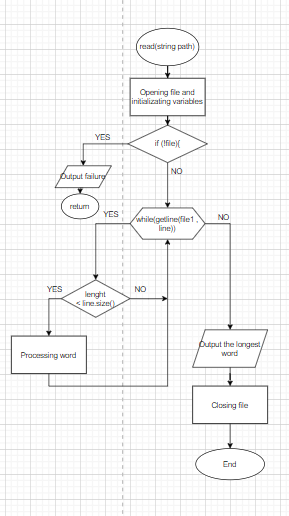 read(string path)
Opening file and
initializating variables
if (!file){
YES
NO
Output failure
return
YES
while(getline(file1 ,
line))
NO
YES
lenght
< line.size()
NO
Processing word
Output the longest
word
Closing file
End